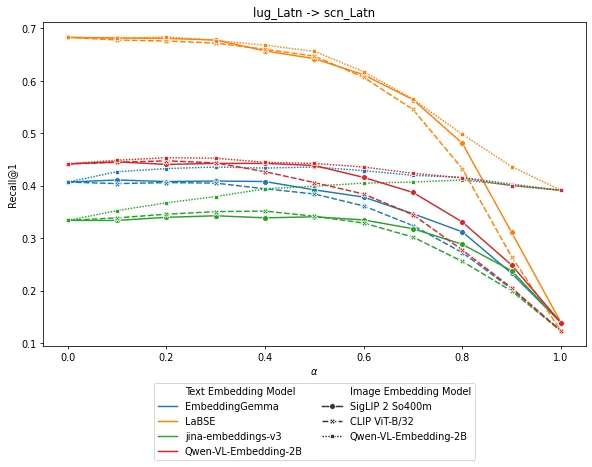 lug_Latn -> scn_Latn
Recall@1
0.7
0.6
0.5
0.4
0.3
0.2
0.1
0.0 0.2 0.4 0.6 0.8 1.0
α
Text Embedding Model Image Embedding Model
EmbeddingGemma SigLIP 2 So400m
LaBSE CLIP ViT-B/32
jina-embeddings-v3 Qwen-VL-Embedding-2B
Qwen-VL-Embedding-2B